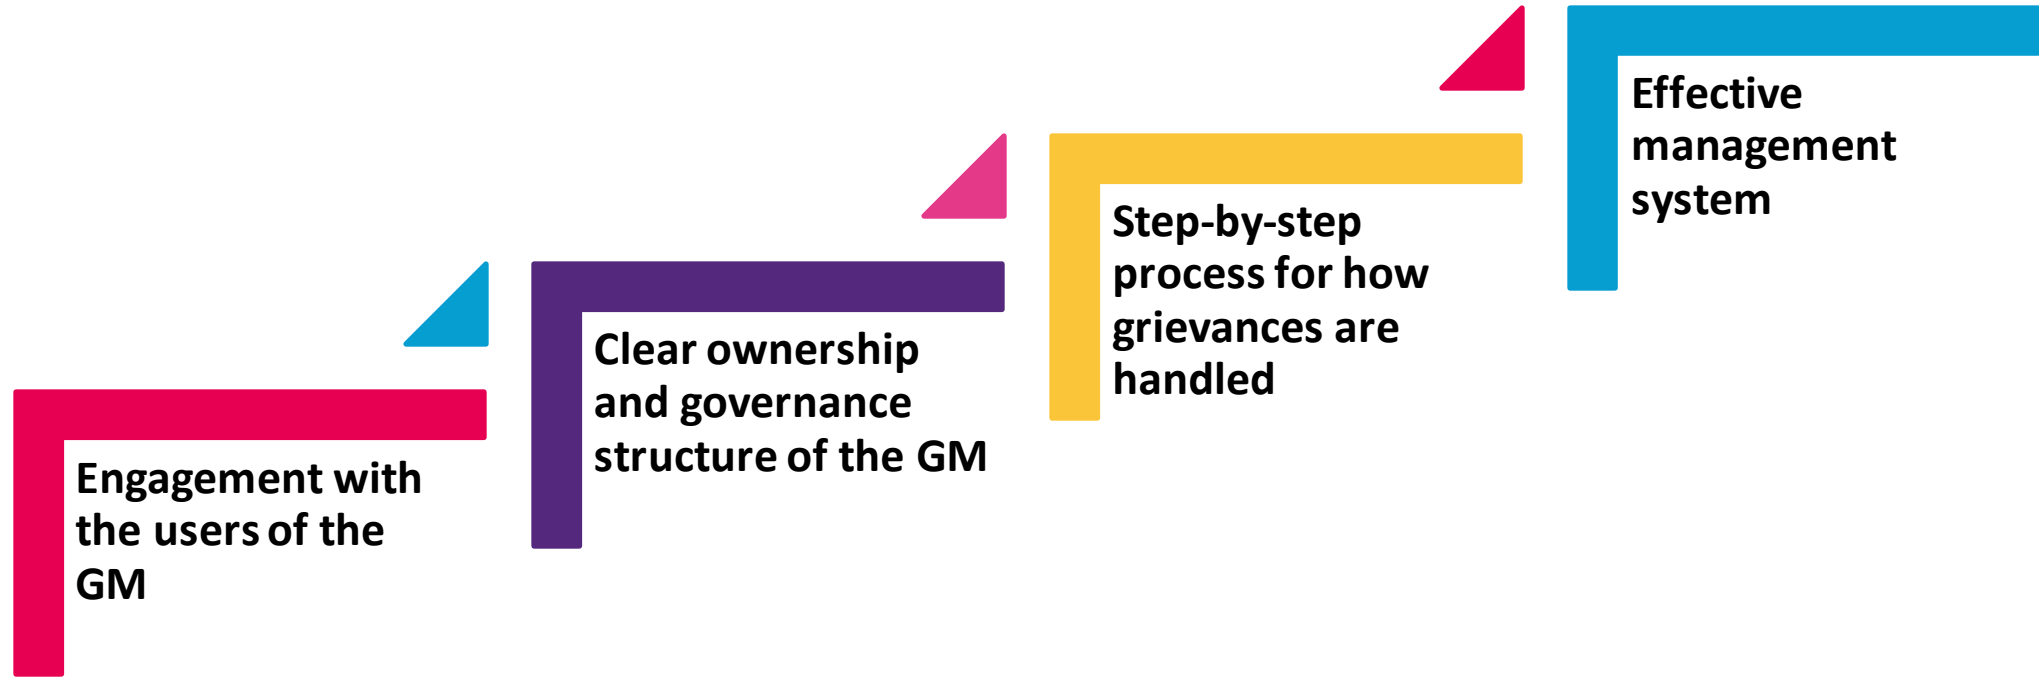 Engagement with
the users of the
GM
Clear ownership
and governance
structure of the GM
Step-by-step
process for how
grievances are
handled
Effective
management
system